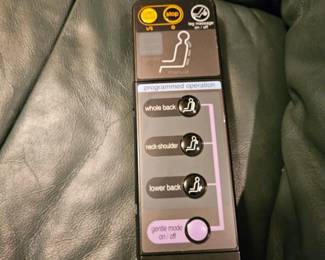 stop
leg massage
on / off
programmed operation
whole back
neck·shoulder
lower back
gentle mode
on / off